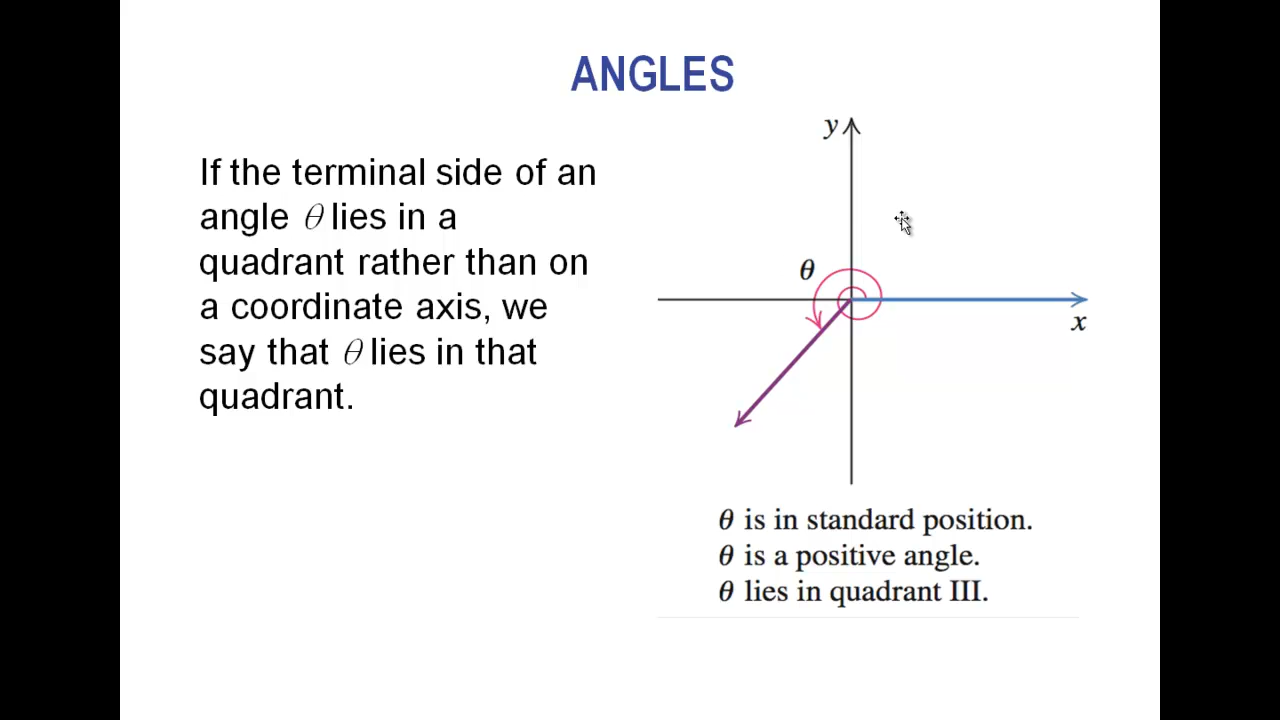 ANGLES
If the terminal side of an
angle θ lies in a
quadrant rather than on
a coordinate axis, we
say that θ lies in that
quadrant.
y
θ
x
θ is in standard position.
θ is a positive angle.
θ lies in quadrant III.